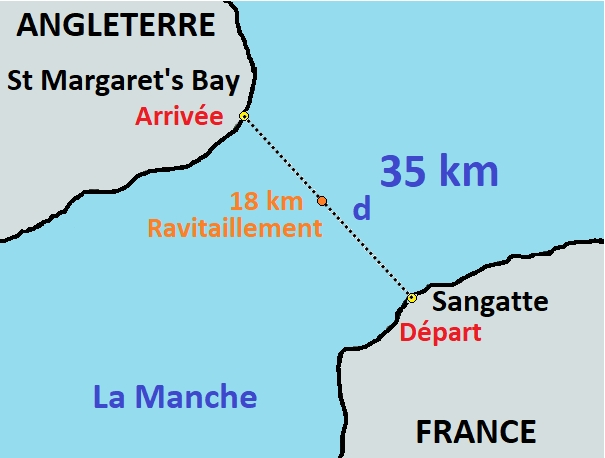 ANGLETERRE
St Margaret's Bay
Arrivée
35 km
18 km
d
Ravitaillement
Sangatte
Départ
La Manche
FRANCE